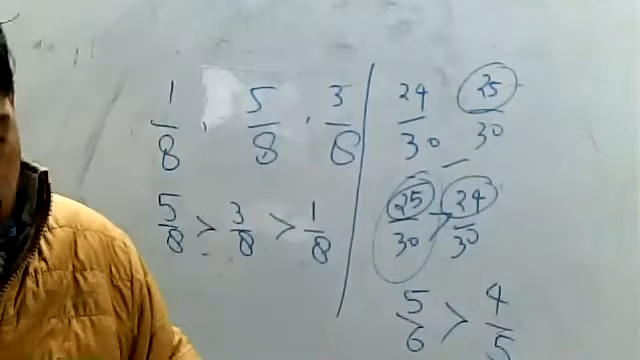 1/8 , 5/8 , 3/8
5/8 > 3/8 > 1/8
24/30 25/30
25/30 > 24/30
5/6 > 4/5